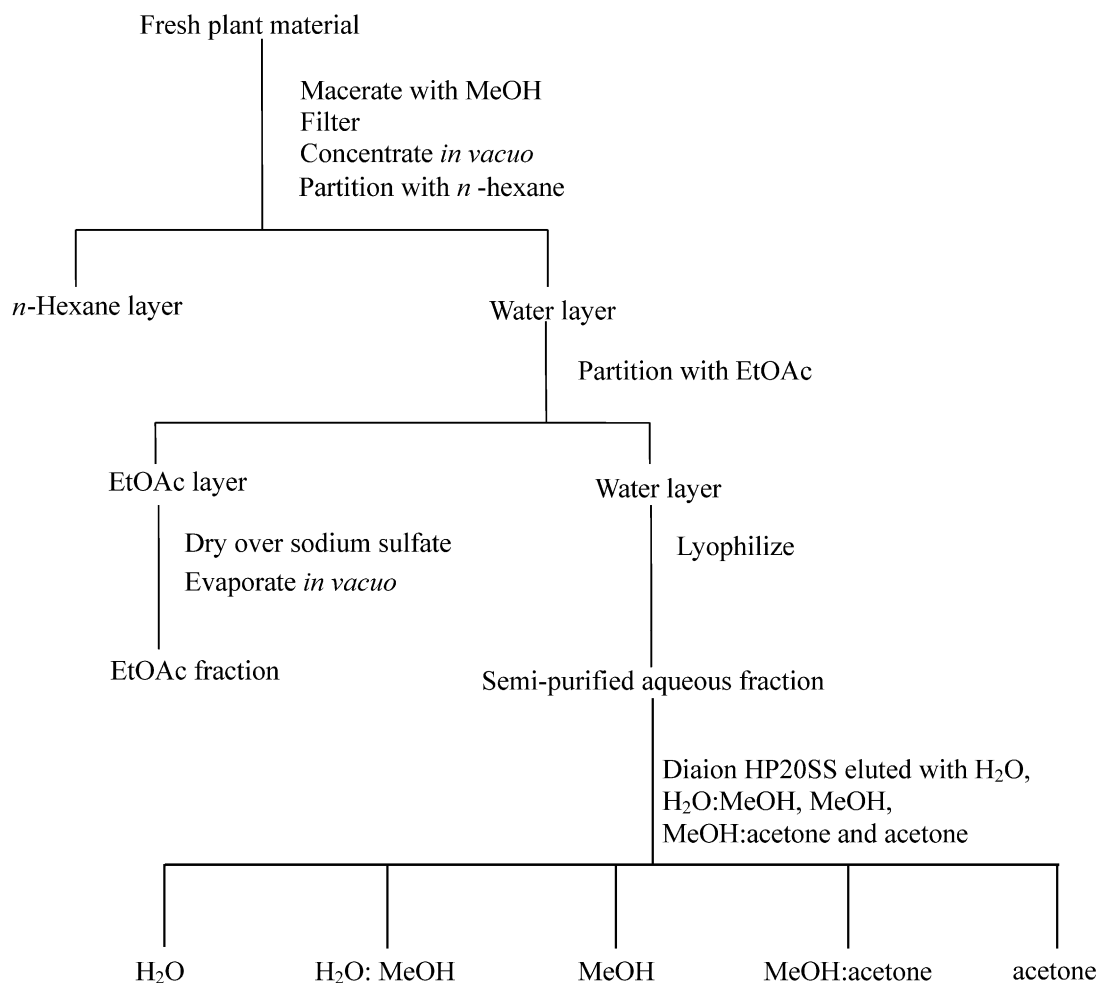 Fresh plant material
Macerate with MeOH
Filter
Concentrate in vacuo
Partition with n -hexane
n-Hexane layer
Water layer
Partition with EtOAc
EtOAc layer
Water layer
Dry over sodium sulfate
Evaporate in vacuo
Lyophilize
EtOAc fraction
Semi-purified aqueous fraction
Diaion HP20SS eluted with H₂O,
H₂O:MeOH, MeOH,
MeOH:acetone and acetone
H₂O
H₂O: MeOH
MeOH
MeOH:acetone
acetone